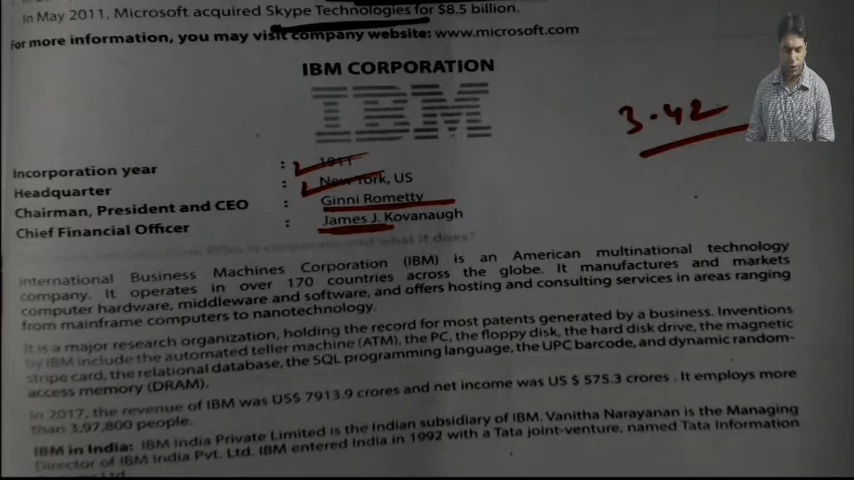 In May 2011, Microsoft acquired Skype Technologies for $8.5 billion.
For more information, you may visit company website: www.microsoft.com
IBM CORPORATION
IBM
3.42
Incorporation year : 1911
Headquarter : New York, US
Chairman, President and CEO : Ginni Rometty
Chief Financial Officer : James J. Kovanaugh
International Business Machines Corporation (IBM) is an American multinational technology
company. It operates in over 170 countries across the globe. It manufactures and markets
computer hardware, middleware and software, and offers hosting and consulting services in areas ranging
from mainframe computers to nanotechnology.
It is a major research organization, holding the record for most patents generated by a business. Inventions
by IBM include the automated teller machine (ATM), the PC, the floppy disk, the hard disk drive, the magnetic
stripe card, the relational database, the SQL programming language, the UPC barcode, and dynamic random-
access memory (DRAM).
In 2017, the revenue of IBM was US$ 7913.9 crores and net income was US $ 575.3 crores. It employs more
than 3,97,800 people.
IBM in India: IBM India Private Limited is the Indian subsidiary of IBM. Vanitha Narayanan is the Managing
Director of IBM India Pvt. Ltd. IBM entered India in 1992 with a Tata joint-venture, named Tata Information
Ltd.